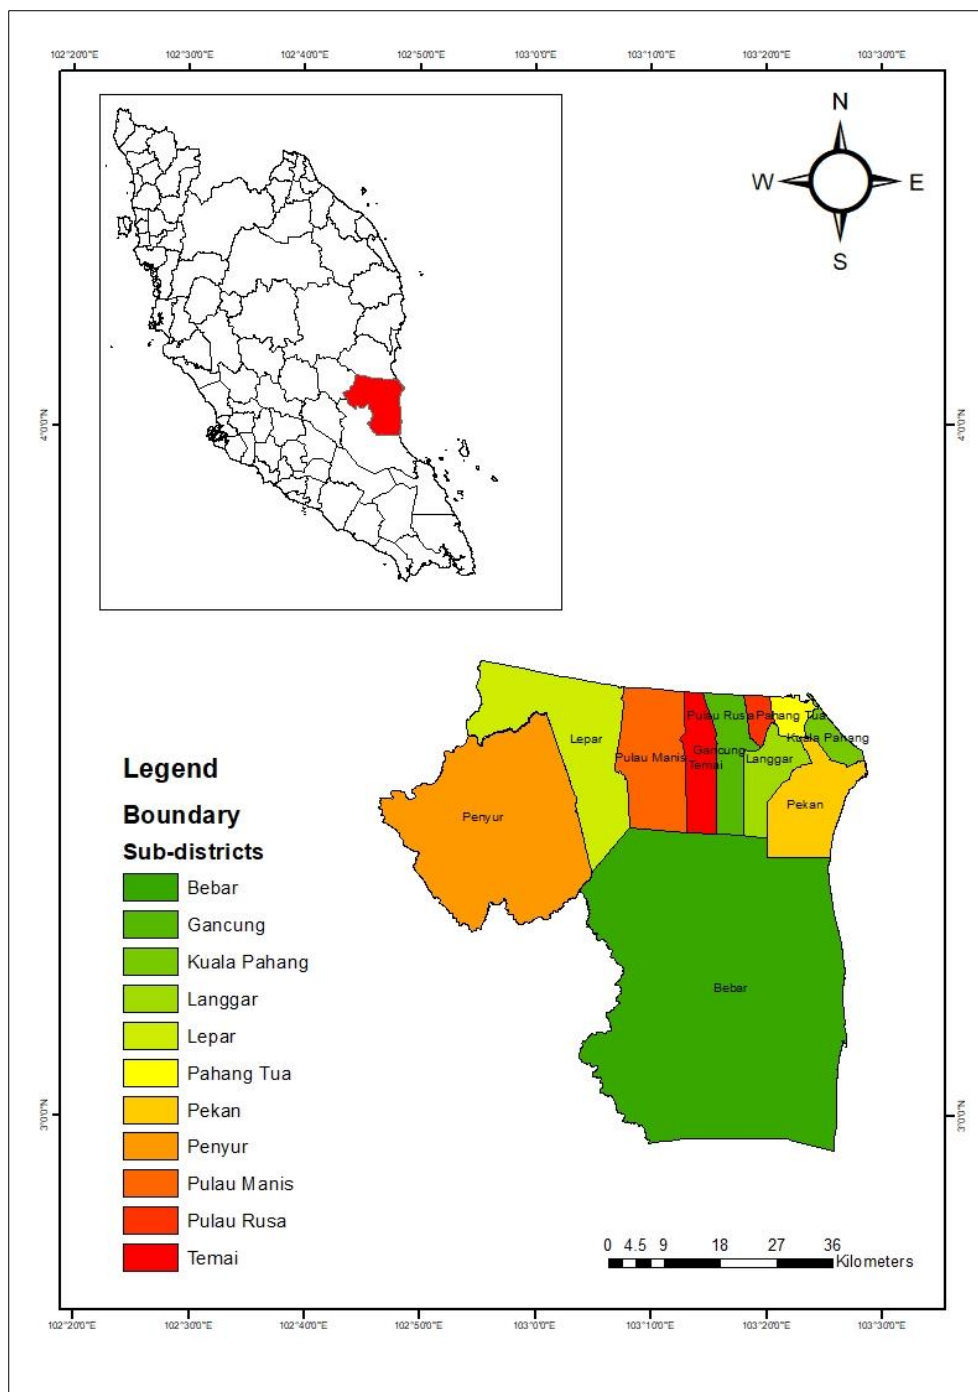 102°20'0"E 102°30'0"E 102°40'0"E 102°50'0"E 103°0'0"E 103°10'0"E 103°20'0"E 103°30'0"E
N
W E
S
4°0'0"N 4°0'0"N
Pulau Rusa Pahang Tua
Kuala Pahang
Lepar
Gancung
Pulau Manis
Langgar
Temai
Legend
Pekan
Boundary
Penyur
Sub-districts
Bebar
Gancung
Kuala Pahang
Bebar
Langgar
Lepar
Pahang Tua
Pekan
3°0'0"N 3°0'0"N
Penyur
Pulau Manis
Pulau Rusa
0 4.5 9 18 27 36
Kilometers
Temai
102°20'0"E 102°30'0"E 102°40'0"E 102°50'0"E 103°0'0"E 103°10'0"E 103°20'0"E 103°30'0"E